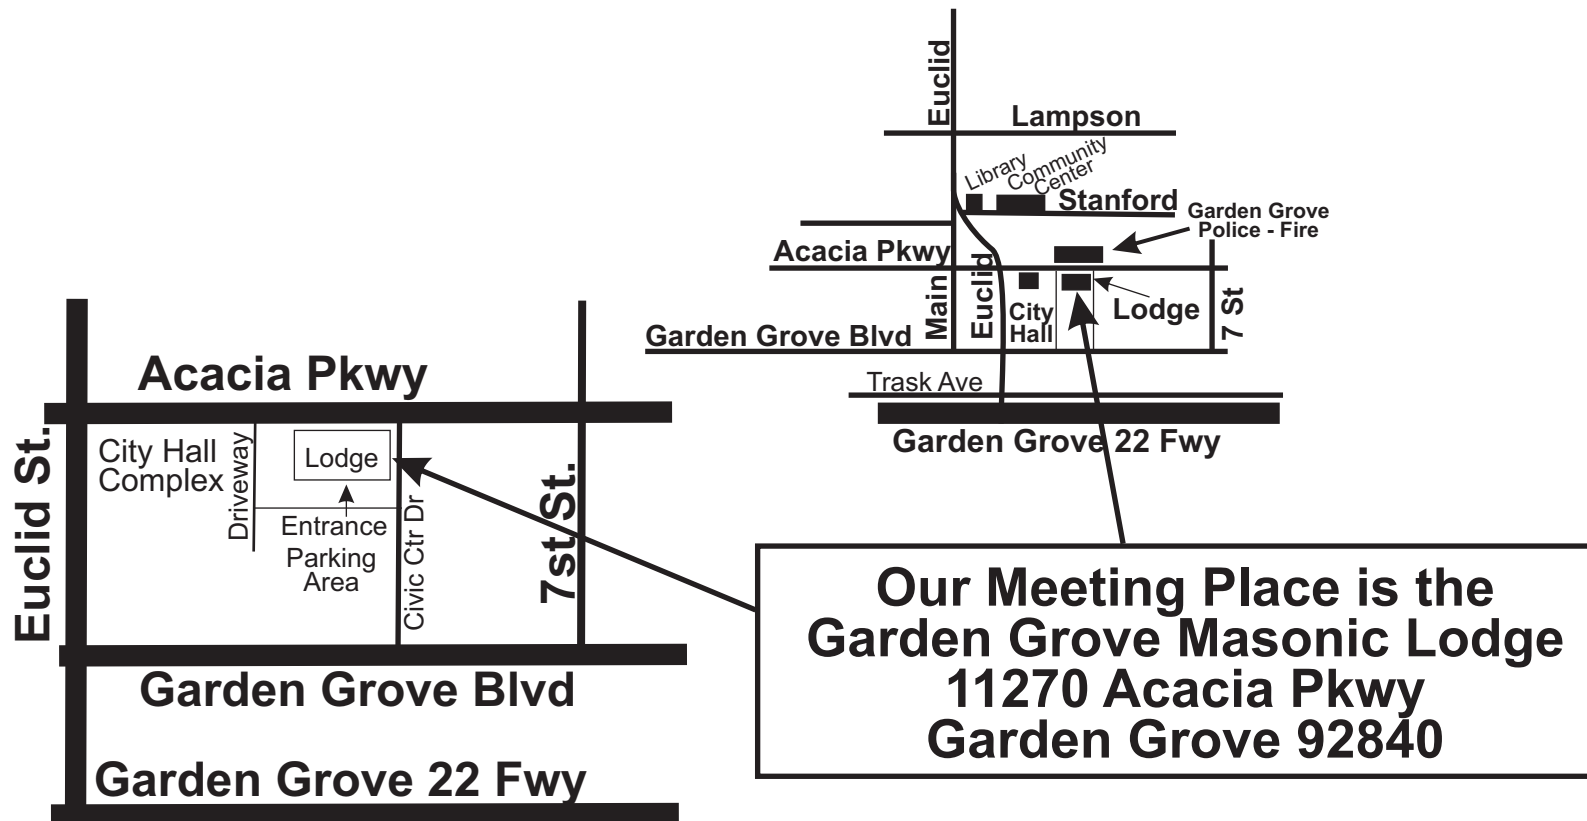 Euclid
Lampson
Library
Community
Center
Stanford
Garden Grove
Police - Fire
Acacia Pkwy
Main
Euclid
City
Hall
Lodge
7 St
Garden Grove Blvd
Trask Ave
Garden Grove 22 Fwy
Acacia Pkwy
Euclid St.
City Hall
Complex
Driveway
Lodge
Entrance
Parking
Area
Civic Ctr Dr
7st St.
Garden Grove Blvd
Garden Grove 22 Fwy
Our Meeting Place is the
Garden Grove Masonic Lodge
11270 Acacia Pkwy
Garden Grove 92840